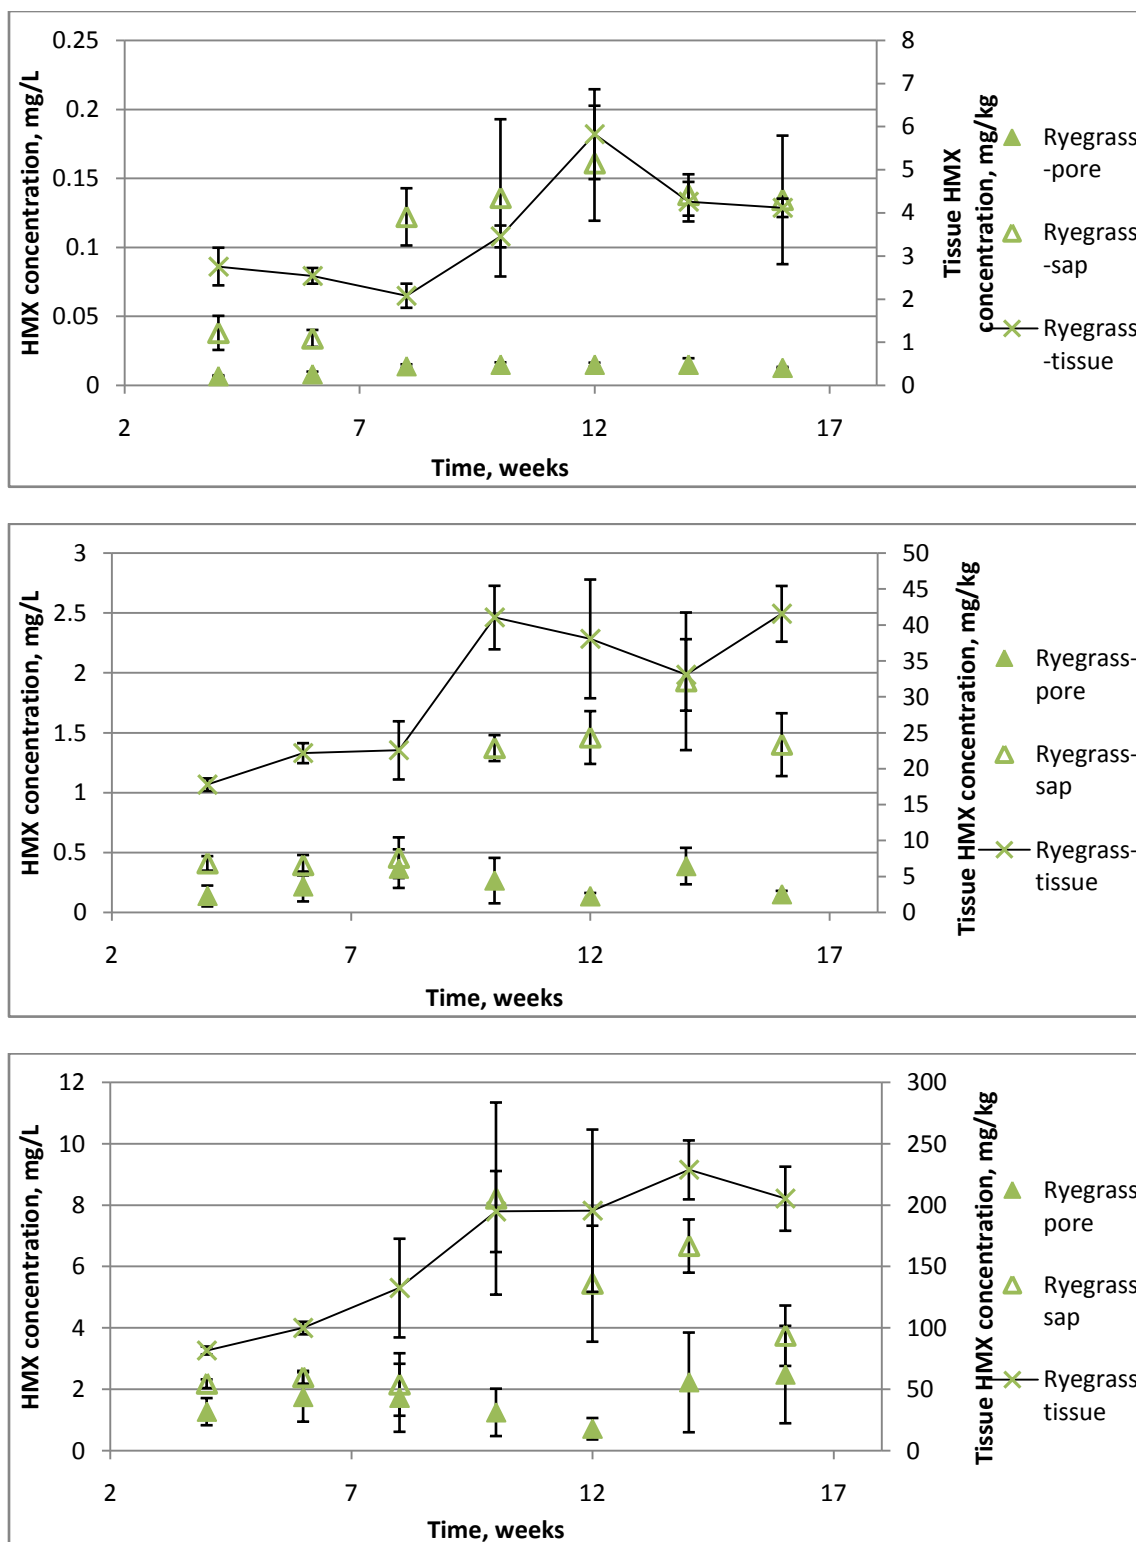 0.25
0.2
0.15
0.1
0.05
0
HMX concentration, mg/L
8
7
6
5
4
3
2
1
0
Tissue HMX
concentration, mg/kg
2
7
12
17
Time, weeks
Ryegrass
-pore
Ryegrass
-sap
Ryegrass
-tissue
3
2.5
2
1.5
1
0.5
0
HMX concentration, mg/L
50
45
40
35
30
25
20
15
10
5
0
Tissue HMX concentration, mg/kg
2
7
12
17
Time, weeks
Ryegrass-
pore
Ryegrass-
sap
Ryegrass-
tissue
12
10
8
6
4
2
0
HMX concentration, mg/L
300
250
200
150
100
50
0
Tissue HMX concentration, mg/kg
2
7
12
17
Time, weeks
Ryegrass
pore
Ryegrass
sap
Ryegrass
tissue